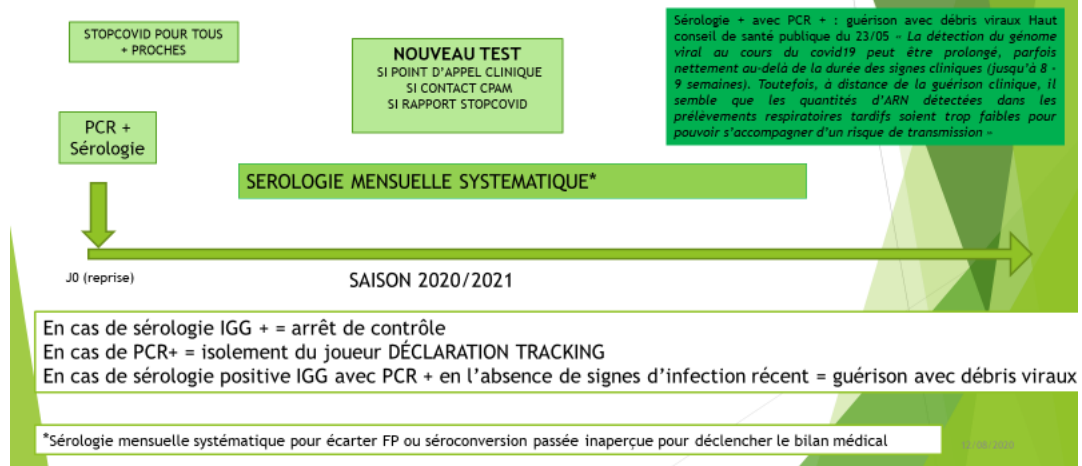 STOPCOVID POUR TOUS
+ PROCHES
NOUVEAU TEST
SI POINT D'APPEL CLINIQUE
SI CONTACT CPAM
SI RAPPORT STOPCOVID
Sérologie + avec PCR + : guérison avec débris viraux Haut
conseil de santé publique du 23/05 « La détection du génome
viral au cours du covid19 peut être prolongé, parfois
nettement au-delà de la durée des signes cliniques (jusqu'à 8 -
9 semaines). Toutefois, à distance de la guérison clinique, il
semble que les quantités d'ARN détectées dans les
prélèvements respiratoires tardifs soient trop faibles pour
pouvoir s'accompagner d'un risque de transmission «
PCR +
Sérologie
SEROLOGIE MENSUELLE SYSTEMATIQUE*
J0 (reprise)
SAISON 2020/2021
En cas de sérologie IGG + = arrêt de contrôle
En cas de PCR+ = isolement du joueur DÉCLARATION TRACKING
En cas de sérologie positive IGG avec PCR + en l'absence de signes d'infection récent = guérison avec débris viraux
*Sérologie mensuelle systématique pour écarter FP ou séroconversion passée inaperçue pour déclencher le bilan médical
12/08/2020